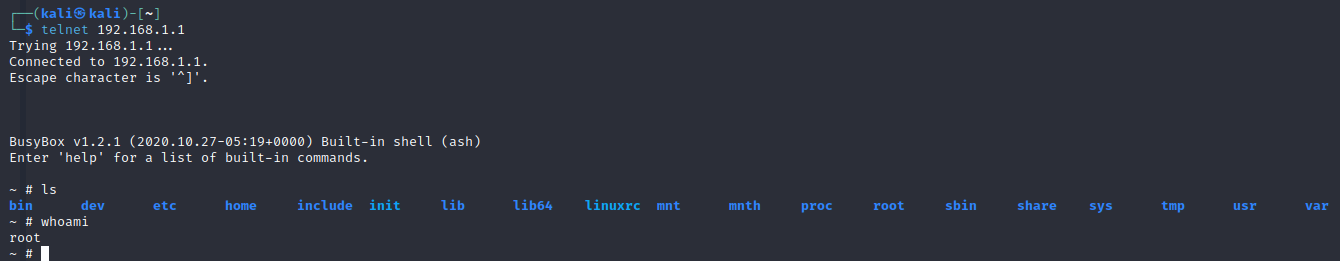 ┌──(kali㉿kali)-[~]
└─$ telnet 192.168.1.1
Trying 192.168.1.1...
Connected to 192.168.1.1.
Escape character is '^]'.
BusyBox v1.2.1 (2020.10.27-05:19+0000) Built-in shell (ash)
Enter 'help' for a list of built-in commands.
~ # ls
bin dev etc home include init lib lib64 linuxrc mnt mnth proc root sbin share sys tmp usr var
~ # whoami
root
~ #